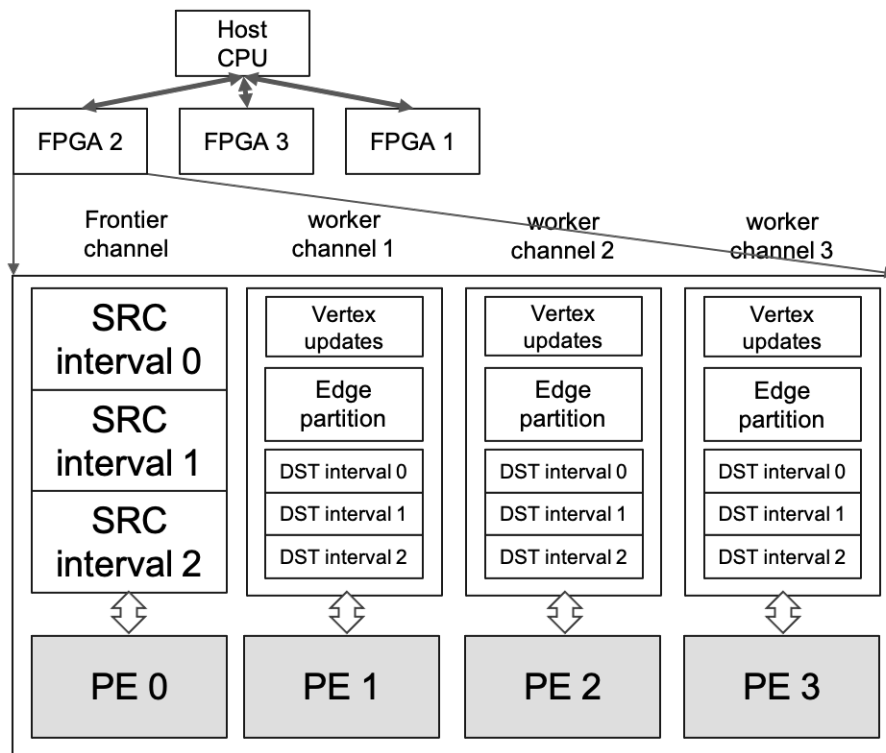 Host
CPU
FPGA 2
FPGA 3
FPGA 1
Frontier
channel
worker
channel 1
worker
channel 2
worker
channel 3
SRC
interval 0
SRC
interval 1
SRC
interval 2
Vertex
updates
Edge
partition
DST interval 0
DST interval 1
DST interval 2
Vertex
updates
Edge
partition
DST interval 0
DST interval 1
DST interval 2
Vertex
updates
Edge
partition
DST interval 0
DST interval 1
DST interval 2
PE 0
PE 1
PE 2
PE 3